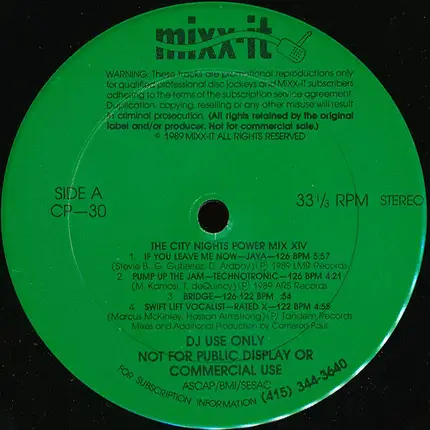 mixx-it
WARNING: These tracks are promotional reproductions only
for qualified professional disc jockeys and MIXX-IT subscribers
adhering to the terms of the subscription service agreement.
Duplication, copying, reselling or any other misuse will result
in criminal prosecution. (All rights retained by the original
label and/or producer. Not for commercial sale.)
© 1989 MIXX-IT ALL RIGHTS RESERVED
SIDE A
CP—30
33 1/3 RPM STEREO
THE CITY NIGHTS POWER MIX XIV
1. IF YOU LEAVE ME NOW—JAYA—126 BPM 5:57
(Stevie B., G. Gutierrez, D. Ardboy) (P) 1989 LMR Records
2. PUMP UP THE JAM—TECHNOTRONIC—126 BPM 4:21
(M. Kamosi, T. deQuincy) (P) 1989 ARS Records
3 BRIDGE—126-122 BPM :54
4 SWIFT LIFT VOCALIST—RATED X—122 BPM 4:55
(Marcus McKinley, Hassan Armstrong) (P) Tandem Records
Mixes and Additional Production by Cameron Paul
DJ USE ONLY
NOT FOR PUBLIC DISPLAY OR
COMMERCIAL USE
ASCAP/BMI/SESAC
FOR SUBSCRIPTION INFORMATION (415) 344-3640